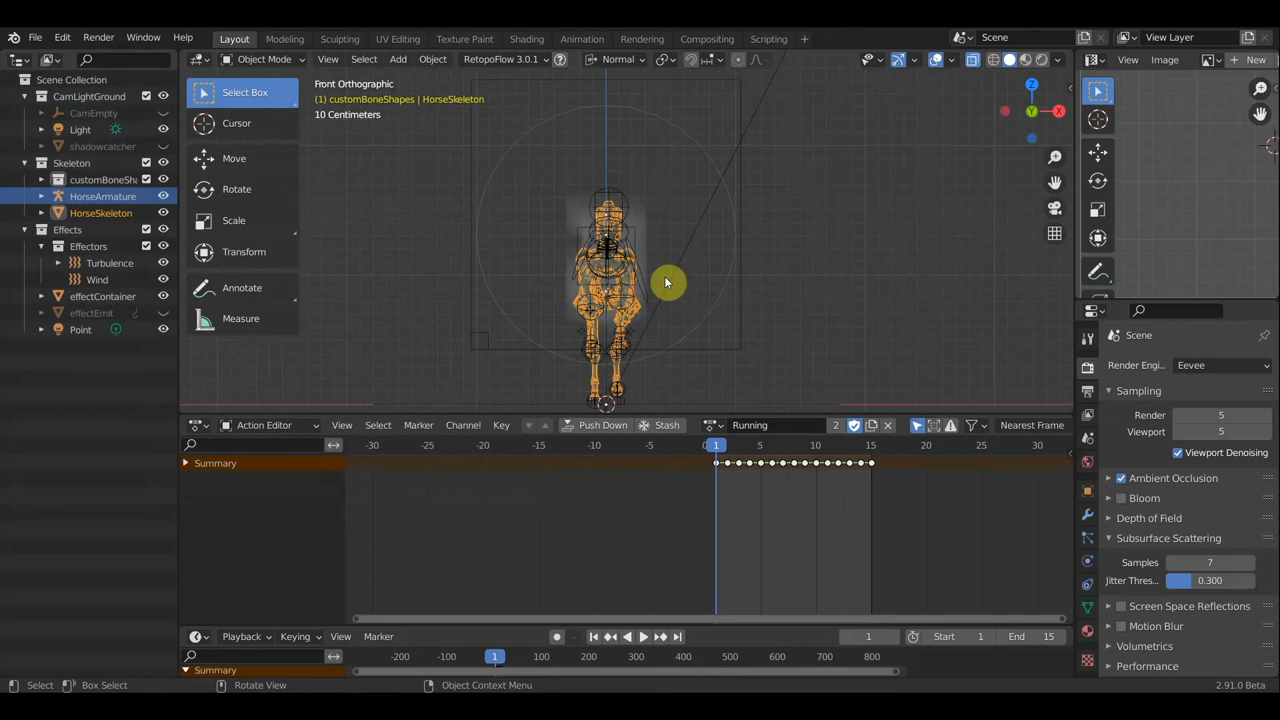 File Edit Render Window Help Layout Modeling Sculpting UV Editing Texture Paint Shading Animation Rendering Compositing Scripting + Scene View Layer
Object Mode View Select Add Object RetopoFlow 3.0.1 Normal View Image New
Scene Collection
CamLightGround
CamEmpty
Light
shadowcatcher
Skeleton
customBoneSha
HorseArmature
HorseSkeleton
Effects
Effectors
Turbulence
Wind
effectContainer
effectEmit
Point
Select Box
Cursor
Move
Rotate
Scale
Transform
Annotate
Measure
Front Orthographic
(1) customBoneShapes | HorseSkeleton
10 Centimeters
Z
Y
X
Action Editor View Select Marker Channel Key Push Down Stash Running 2 Nearest Frame
-30 -25 -20 -15 -10 -5 0 1 5 10 15 20 25 30
Summary
Playback Keying View Marker 1 Start 1 End 15
-200 -100 1 100 200 300 400 500 600 700 800
Summary
Scene
Render Engi... Eevee
Sampling
Render 5
Viewport 5
Viewport Denoising
Ambient Occlusion
Bloom
Depth of Field
Subsurface Scattering
Samples 7
Jitter Thres... 0.300
Screen Space Reflections
Motion Blur
Volumetrics
Performance
Select Box Select Rotate View Object Context Menu 2.91.0 Beta